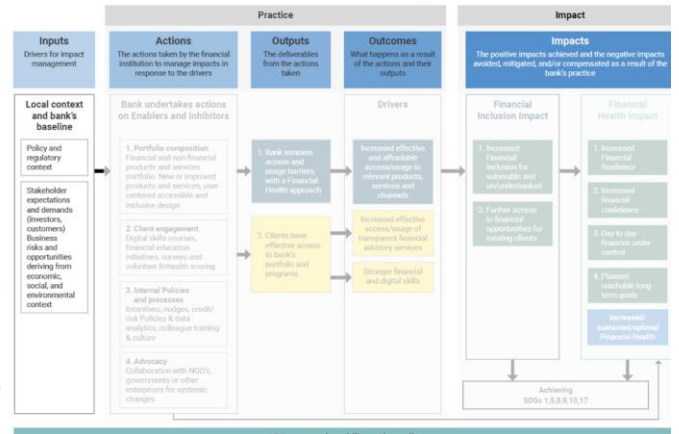 Practice
Impact
Inputs
Drivers for impact
management
Actions
The actions taken by the financial
institution to manage impacts in
response to the drivers
Outputs
The deliverables
from the actions
taken
Outcomes
What happens as a result
of the actions and their
outputs
Impacts
The positive impacts achieved and the negative impacts
avoided, mitigated, and/or compensated as a result of the
bank's practice
Local context
and bank's
baseline
Policy and
regulatory
context
Stakeholder
expectations
and demands
(Investors,
customers)
Business
risks and
opportunities
deriving from
economic,
social, and
environmental
context
Bank undertakes actions
on Enablers and Inhibitors
1. Portfolio composition
Financial and non-financial
products and services
portfolio. New or improved
products and services, user-
centered accessible and
inclusive design
2. Client engagement
Digital skills courses,
financial education
initiatives, surveys and
volunteer finhealth scoring
3. Internal Policies
and processes
Incentives, nudges, credit/
risk Policies & data
analytics, colleague training
& culture
4. Advocacy
Collaboration with NGO's,
governments or other
enterprises for systemic
changes
1. Bank removes
access and
usage barriers,
with a Financial
Health approach
2. Clients have
effective access
to bank's
portfolio and
programs
Drivers
Increased effective
and affordable
access/usage to
relevant products,
services and
channels
Increased effective
access/usage of
transparent financial
advisory services
Stronger financial
and digital skills
Financial
Inclusion Impact
1. Increased
Financial
Inclusion for
vulnerable and
un/underbanked
2. Further access
to financial
opportunities for
existing clients
Financial
Health Impact
1. Increased
Financial
Resilience
2. Increased
financial
confidence
3. Day to day
finances under
control
4. Planned
reachable long
term goals
Increased/
sustained/optimal
Financial Health
Achieving
SDGs 1,5,8,9,10,17